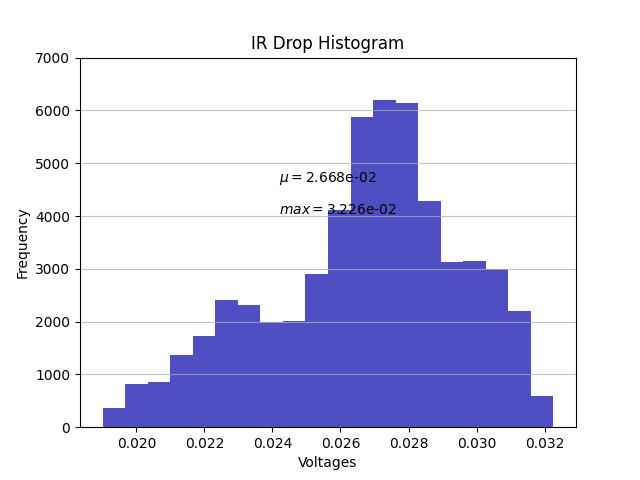 IR Drop Histogram
7000
6000
5000
4000
3000
2000
1000
0
Frequency
μ = 2.668e-02
max = 3.226e-02
0.020 0.022 0.024 0.026 0.028 0.030 0.032
Voltages